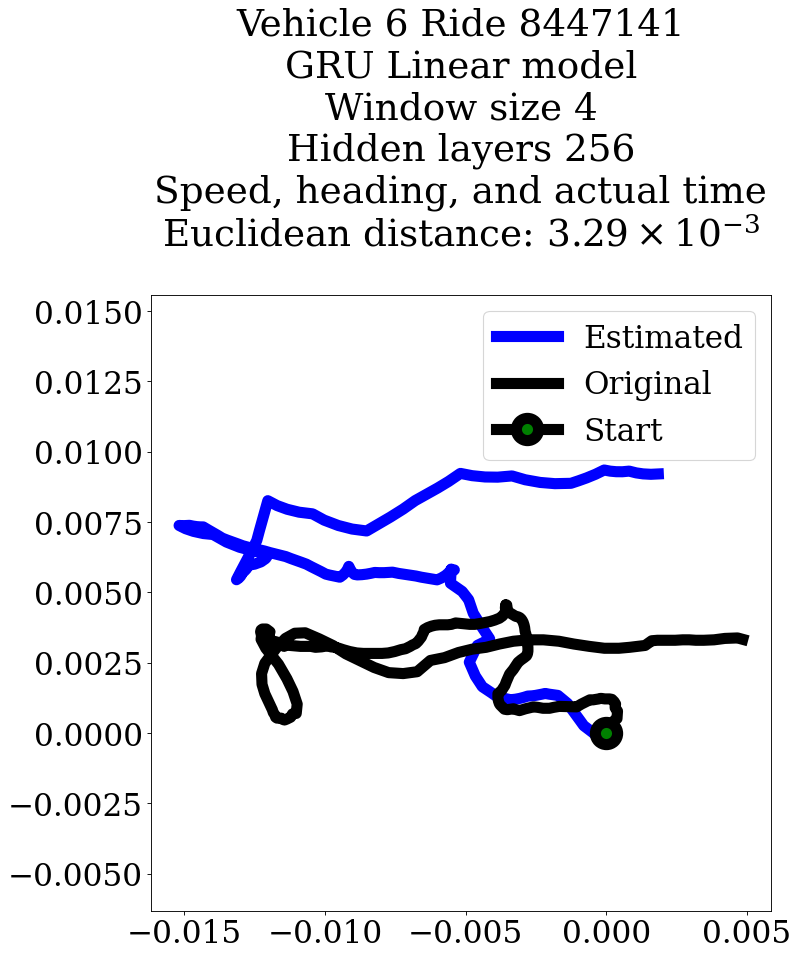 Vehicle 6 Ride 8447141
GRU Linear model
Window size 4
Hidden layers 256
Speed, heading, and actual time
Euclidean distance: 3.29 × 10⁻³
0.0150
0.0125
0.0100
0.0075
0.0050
0.0025
0.0000
−0.0025
−0.0050
Estimated
Original
Start
−0.015 −0.010 −0.005 0.000 0.005